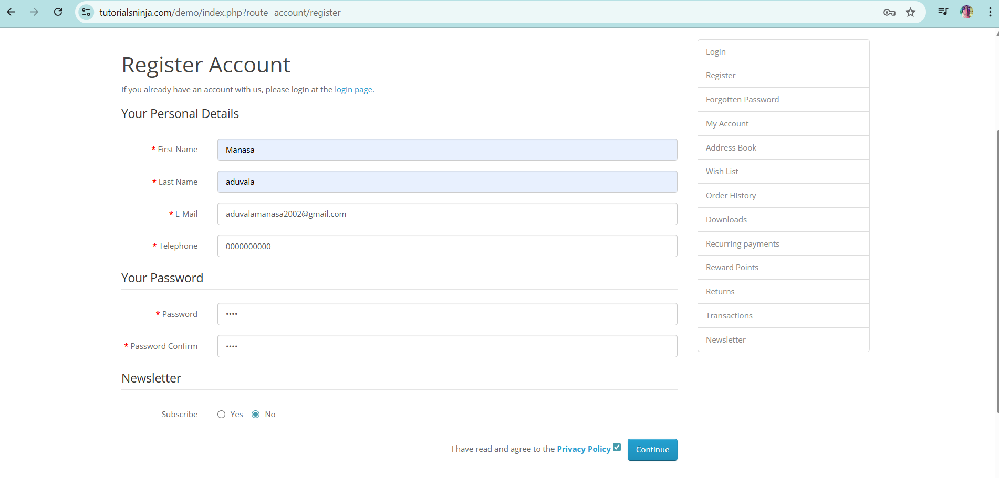 tutorialsninja.com/demo/index.php?route=account/register
Register Account
If you already have an account with us, please login at the login page.
Your Personal Details
* First Name
Manasa
* Last Name
aduvala
* E-Mail
aduvalamanasa2002@gmail.com
* Telephone
0000000000
Your Password
* Password
••••
* Password Confirm
••••
Newsletter
Subscribe
Yes No
I have read and agree to the Privacy Policy
Continue
Login
Register
Forgotten Password
My Account
Address Book
Wish List
Order History
Downloads
Recurring payments
Reward Points
Returns
Transactions
Newsletter